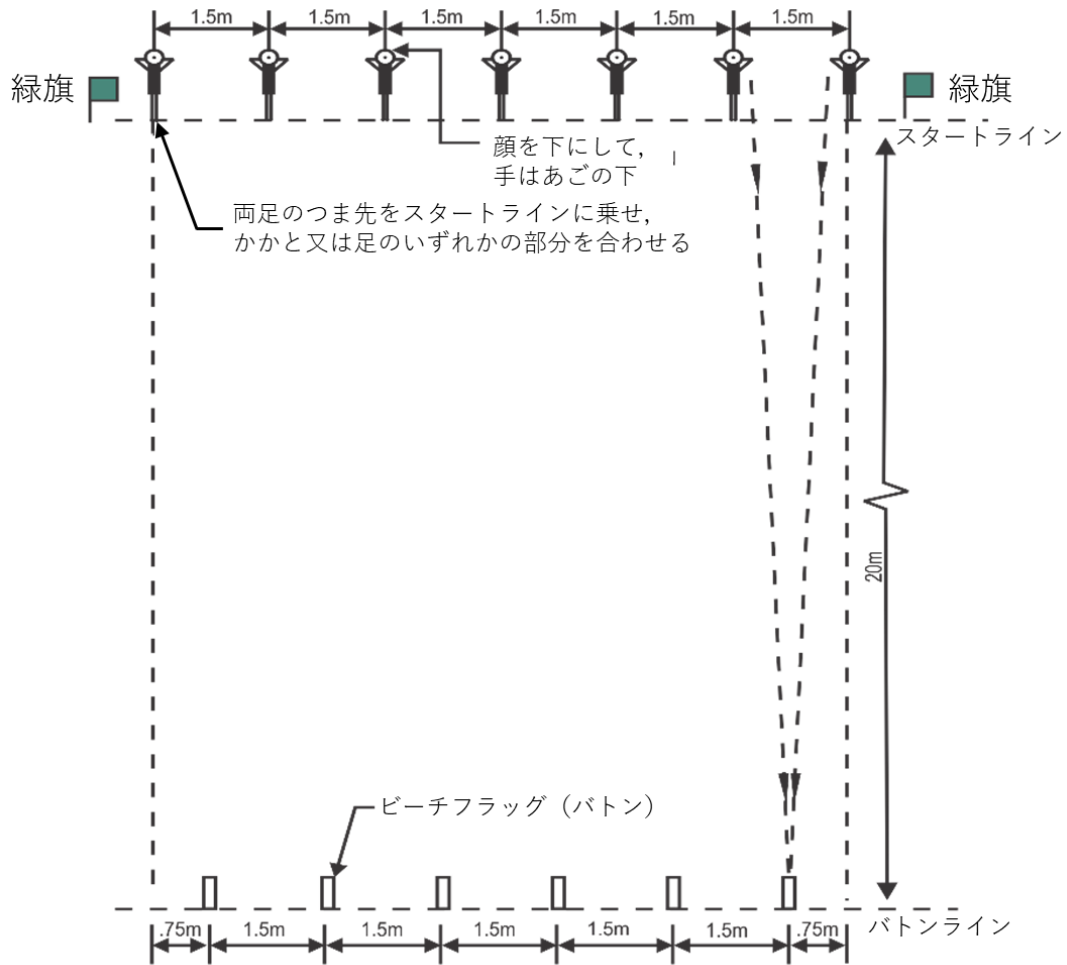 1.5m 1.5m 1.5m 1.5m 1.5m 1.5m
緑旗
緑旗
スタートライン
顔を下にして,
手はあごの下
両足のつま先をスタートラインに乗せ,
かかと又は足のいずれかの部分を合わせる
20m
ビーチフラッグ（バトン）
バトンライン
.75m 1.5m 1.5m 1.5m 1.5m 1.5m .75m